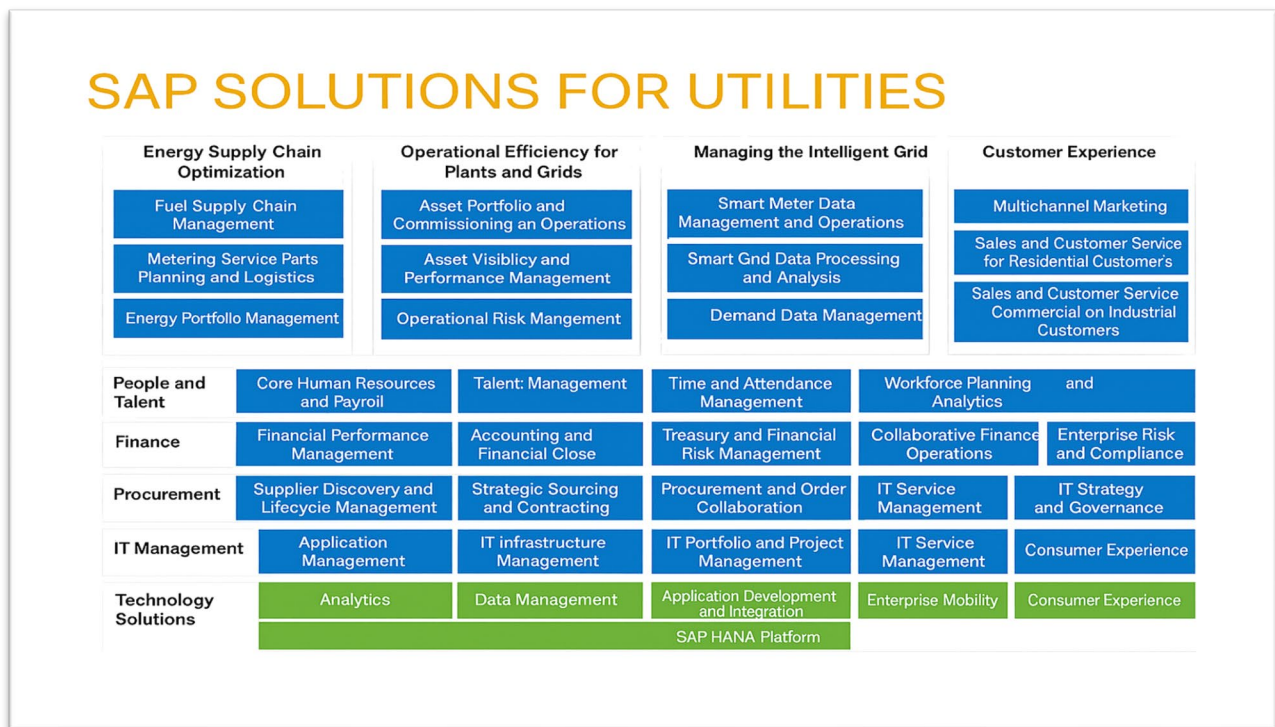 SAP SOLUTIONS FOR UTILITIES
Energy Supply Chain
Optimization
Fuel Supply Chain
Management
Metering Service Parts
Planning and Logistics
Energy Portfollo Management
Operational Efficiency for
Plants and Grids
Asset Portfolio and
Commissioning an Operations
Asset Visiblicy and
Performance Management
Operational Risk Mangement
Managing the Intelligent Grid
Smart Meter Data
Management and Operations
Smart Gnd Data Processing
and Analysis
Demand Data Management
Customer Experience
Multichannel Marketing
Sales and Customer Service
for Residential Customer's
Sales and Customer Service
Commercial on Industrial
Customers
People and
Talent
Core Human Resources
and Payroil
Talent: Management
Time and Attendance
Management
Workforce Planning and
Analytics
Finance
Financial Performance
Management
Accounting and
Financial Close
Treasury and Financial
Risk Management
Collaborative Finance
Operations
Enterprise Risk
and Compliance
Procurement
Supplier Discovery and
Lifecycie Management
Strategic Sourcing
and Contracting
Procurement and Order
Collaboration
IT Service
Management
IT Strategy
and Governance
IT Management
Application
Management
IT infrastructure
Management
IT Portfolio and Project
Management
IT Service
Management
Consumer Experience
Technology
Solutions
Analytics
Data Management
Application Development
and Integration
Enterprise Mobility
Consumer Experience
SAP HANA Platform